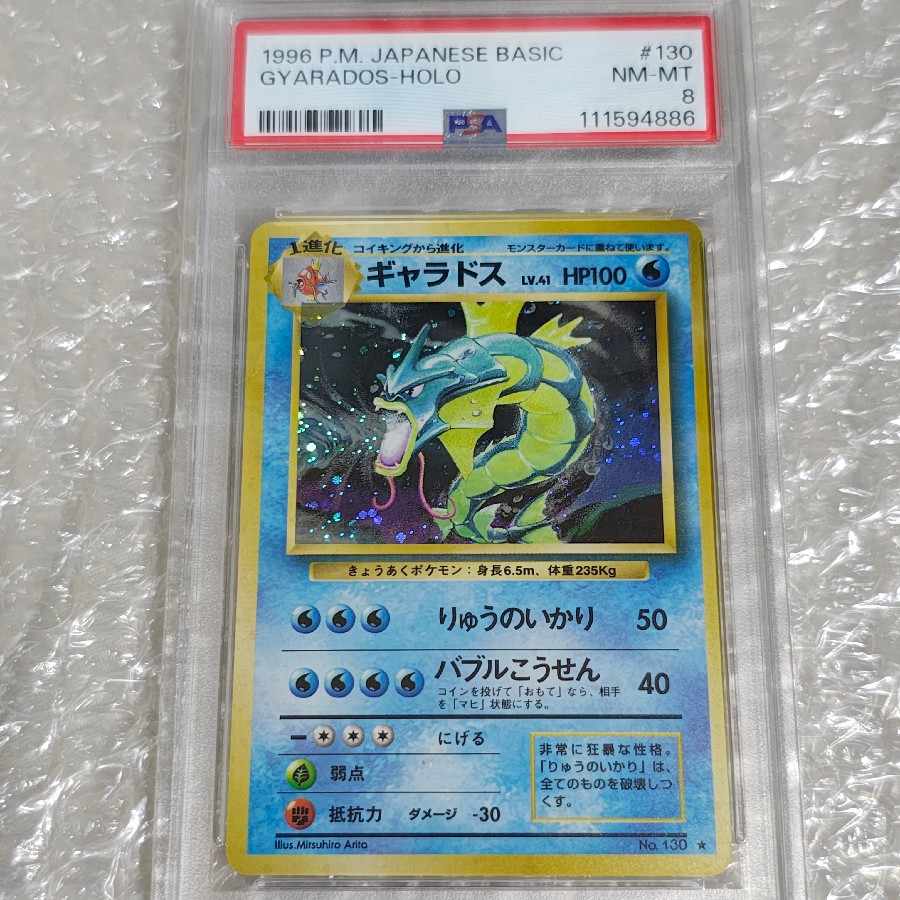 1996 P.M. JAPANESE BASIC #130
GYARADOS-HOLO NM-MT
8
PSA 111594886
1進化 コイキングから進化 モンスターカードに重ねて使います。
ギャラドス LV.41 HP100
きょうあくポケモン：身長6.5m、体重235Kg
りゅうのいかり 50
バブルこうせん 40
コインを投げて「おもて」なら、相手
を「マヒ」状態にする。
にげる
弱点
抵抗力 ダメージ -30
非常に狂暴な性格。
「りゅうのいかり」は、
全てのものを破壊しつ
くす。
Illus.Mitsuhiro Arita No. 130 ★